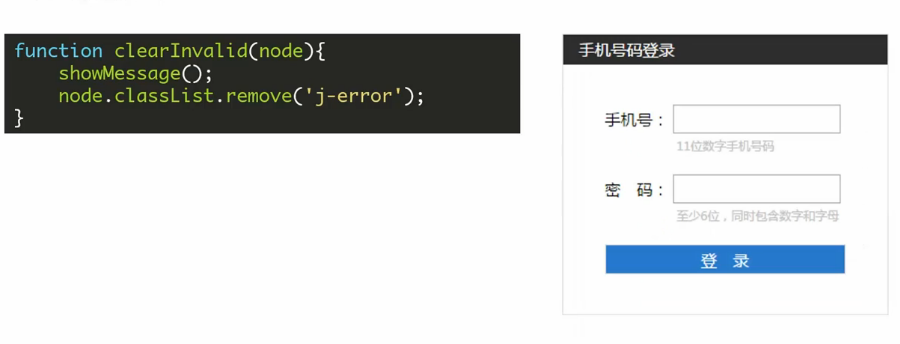 function clearInvalid(node){
    showMessage();
    node.classList.remove('j-error');
}
手机号码登录
手机号：
11位数字手机号码
密　码：
至少6位，同时包含数字和字母
登　录